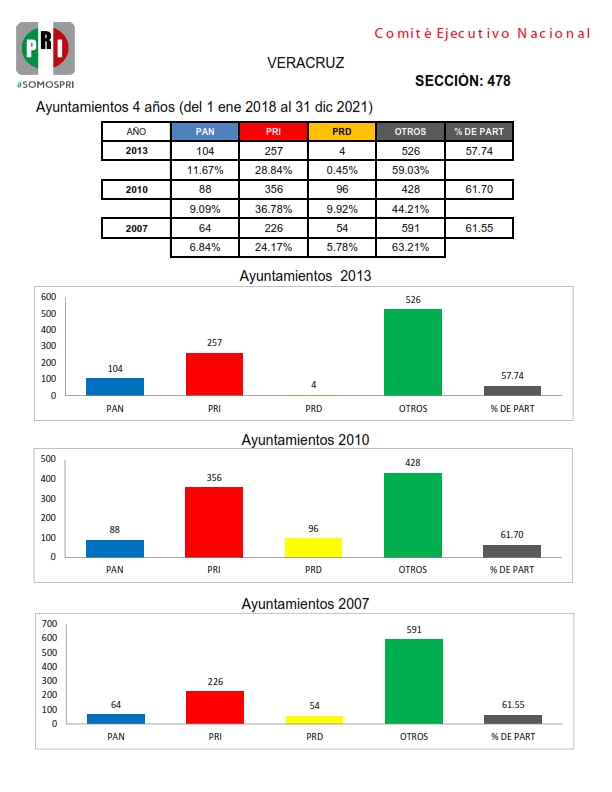 Comité Ejecutivo Nacional
PRI
#SOMOSPRI
VERACRUZ
SECCIÓN: 478
Ayuntamientos 4 años (del 1 ene 2018 al 31 dic 2021)
AÑO PAN PRI PRD OTROS % DE PART
2013 104 257 4 526 57.74
11.67% 28.84% 0.45% 59.03%
2010 88 356 96 428 61.70
9.09% 36.78% 9.92% 44.21%
2007 64 226 54 591 61.55
6.84% 24.17% 5.78% 63.21%
Ayuntamientos 2013
600
500
400
300
200
100
0
104 257 4 526 57.74
PAN PRI PRD OTROS % DE PART
Ayuntamientos 2010
500
400
300
200
100
0
88 356 96 428 61.70
PAN PRI PRD OTROS % DE PART
Ayuntamientos 2007
700
600
500
400
300
200
100
0
64 226 54 591 61.55
PAN PRI PRD OTROS % DE PART